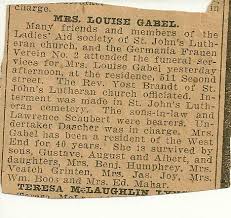 charge.
MRS. LOUISE GABEL.
Many friends and members of the
Ladies' Aid society of St. John's Luth-
eran church, and the Germania Frauen
Verein No. 2 attended the funeral ser-
vices for Mrs. Louise Gabel yesterday
afternoon, at the residence, 511 Second
street. The Rev. Yost Brandt of St.
John's Lutheran church officiated. In-
terment was made in St. John's Luth-
eran cemetery. The sons-in-law and
Lawrence Schubert were bearers. Un-
dertaker Dascher was in charge. Mrs.
Gabel has been a resident of the West
End for 40 years. She is survived by
sons, Gustave, August and Albert, and
daughters, Mrs. Benj. Humphrey, Mrs.
Veatch Grinter, Mrs. Jas. Joy, Mrs.
Wm. Boon and Mrs. Ed. Mahar.
TERESA McLAUGHLIN